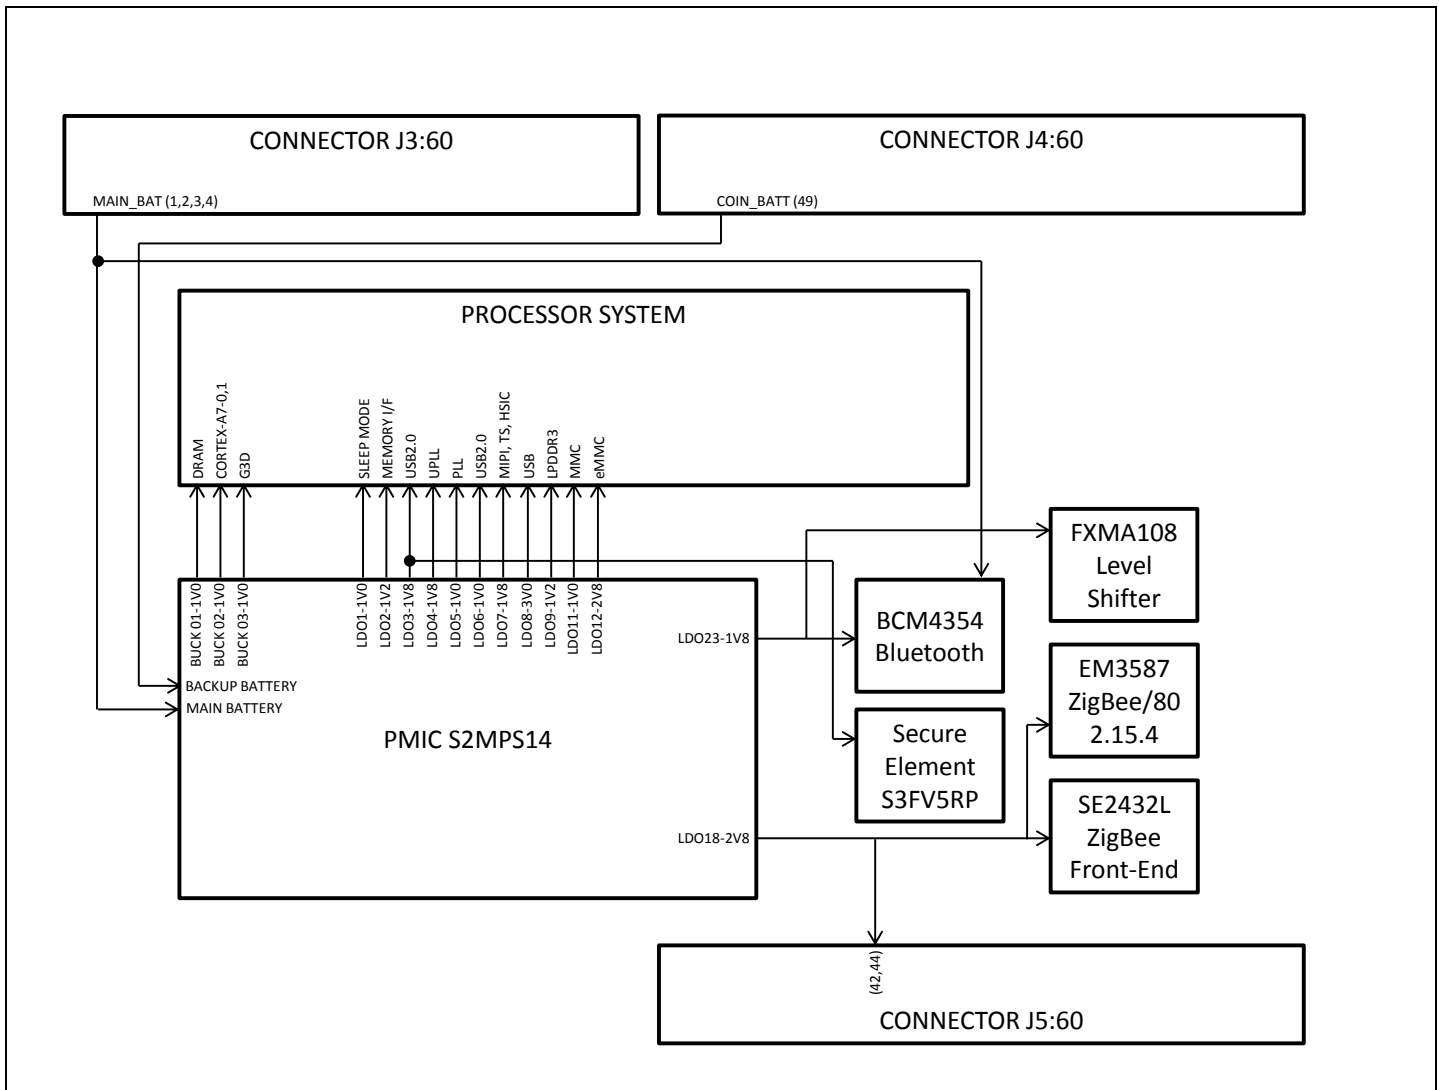 CONNECTOR J3:60
MAIN_BAT (1,2,3,4)
CONNECTOR J4:60
COIN_BATT (49)
PROCESSOR SYSTEM
DRAM
CORTEX-A7-0,1
G3D
SLEEP MODE
MEMORY I/F
USB2.0
UPLL
PLL
USB2.0
MIPI, TS, HSIC
USB
LPDDR3
MMC
eMMC
BUCK 01-1V0
BUCK 02-1V0
BUCK 03-1V0
LDO1-1V0
LDO2-1V2
LDO3-1V8
LDO4-1V8
LDO5-1V0
LDO6-1V0
LDO7-1V8
LDO8-3V0
LDO9-1V2
LDO11-1V0
LDO12-2V8
BACKUP BATTERY
MAIN BATTERY
PMIC S2MPS14
LDO23-1V8
LDO18-2V8
FXMA108
Level
Shifter
BCM4354
Bluetooth
EM3587
ZigBee/80
2.15.4
Secure
Element
S3FV5RP
SE2432L
ZigBee
Front-End
(42,44)
CONNECTOR J5:60